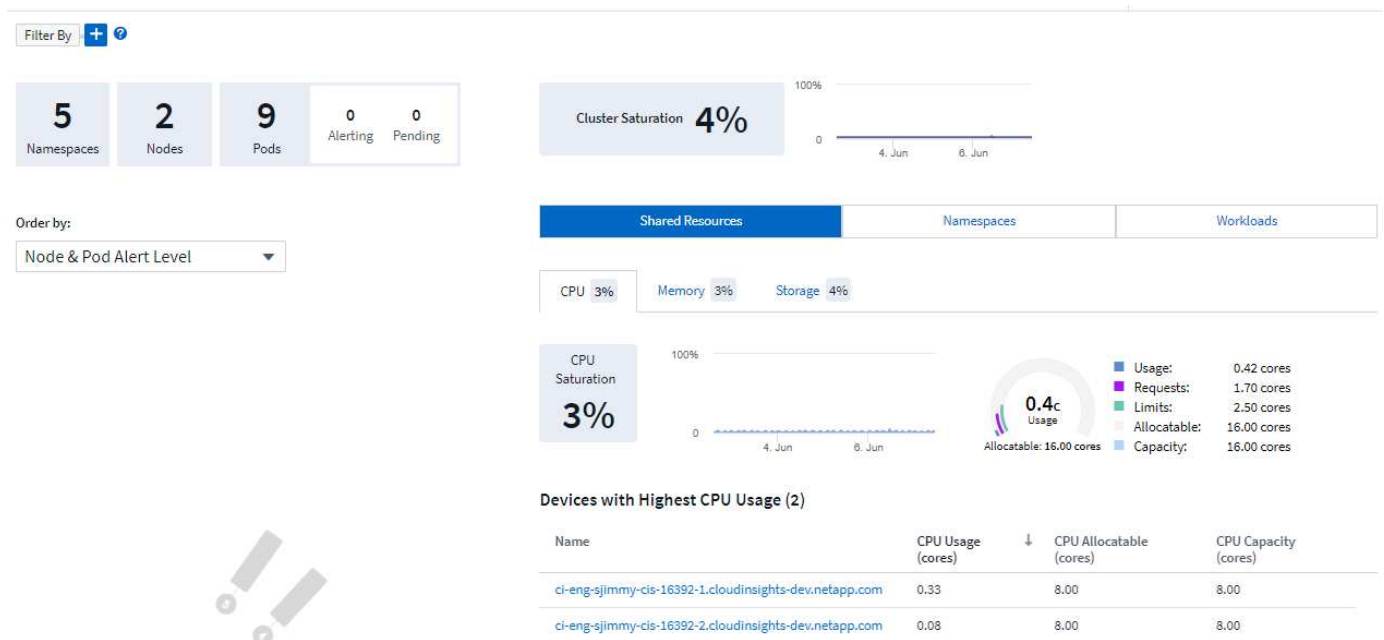 Filter By + ?
5
Namespaces
2
Nodes
9
Pods
0
Alerting
0
Pending
Cluster Saturation 4%
100%
0
4. Jun 6. Jun
Order by:
Node & Pod Alert Level
Shared Resources Namespaces Workloads
CPU 3% Memory 3% Storage 4%
CPU
Saturation
3%
100%
0
4. Jun 6. Jun
0.4c
Usage
Allocatable: 16.00 cores
Usage: 0.42 cores
Requests: 1.70 cores
Limits: 2.50 cores
Allocatable: 16.00 cores
Capacity: 16.00 cores
Devices with Highest CPU Usage (2)
Name CPU Usage (cores) ↓ CPU Allocatable (cores) CPU Capacity (cores)
ci-eng-sjimmy-cis-16392-1.cloudinsights-dev.netapp.com 0.33 8.00 8.00
ci-eng-sjimmy-cis-16392-2.cloudinsights-dev.netapp.com 0.08 8.00 8.00